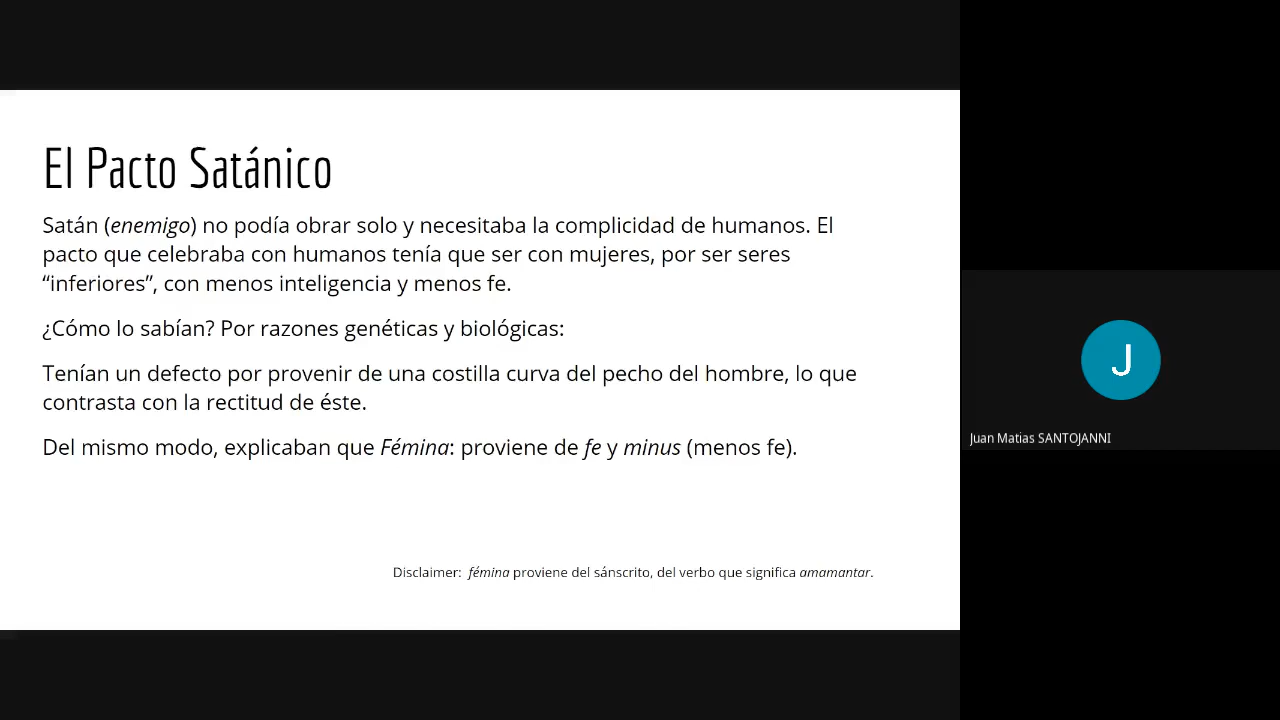 El Pacto Satánico
Satán (enemigo) no podía obrar solo y necesitaba la complicidad de humanos. El
pacto que celebraba con humanos tenía que ser con mujeres, por ser seres
“inferiores”, con menos inteligencia y menos fe.
¿Cómo lo sabían? Por razones genéticas y biológicas:
Tenían un defecto por provenir de una costilla curva del pecho del hombre, lo que
contrasta con la rectitud de éste.
Del mismo modo, explicaban que Fémina: proviene de fe y minus (menos fe).
Disclaimer: fémina proviene del sánscrito, del verbo que significa amamantar.
J
Juan Matias SANTOJANNI